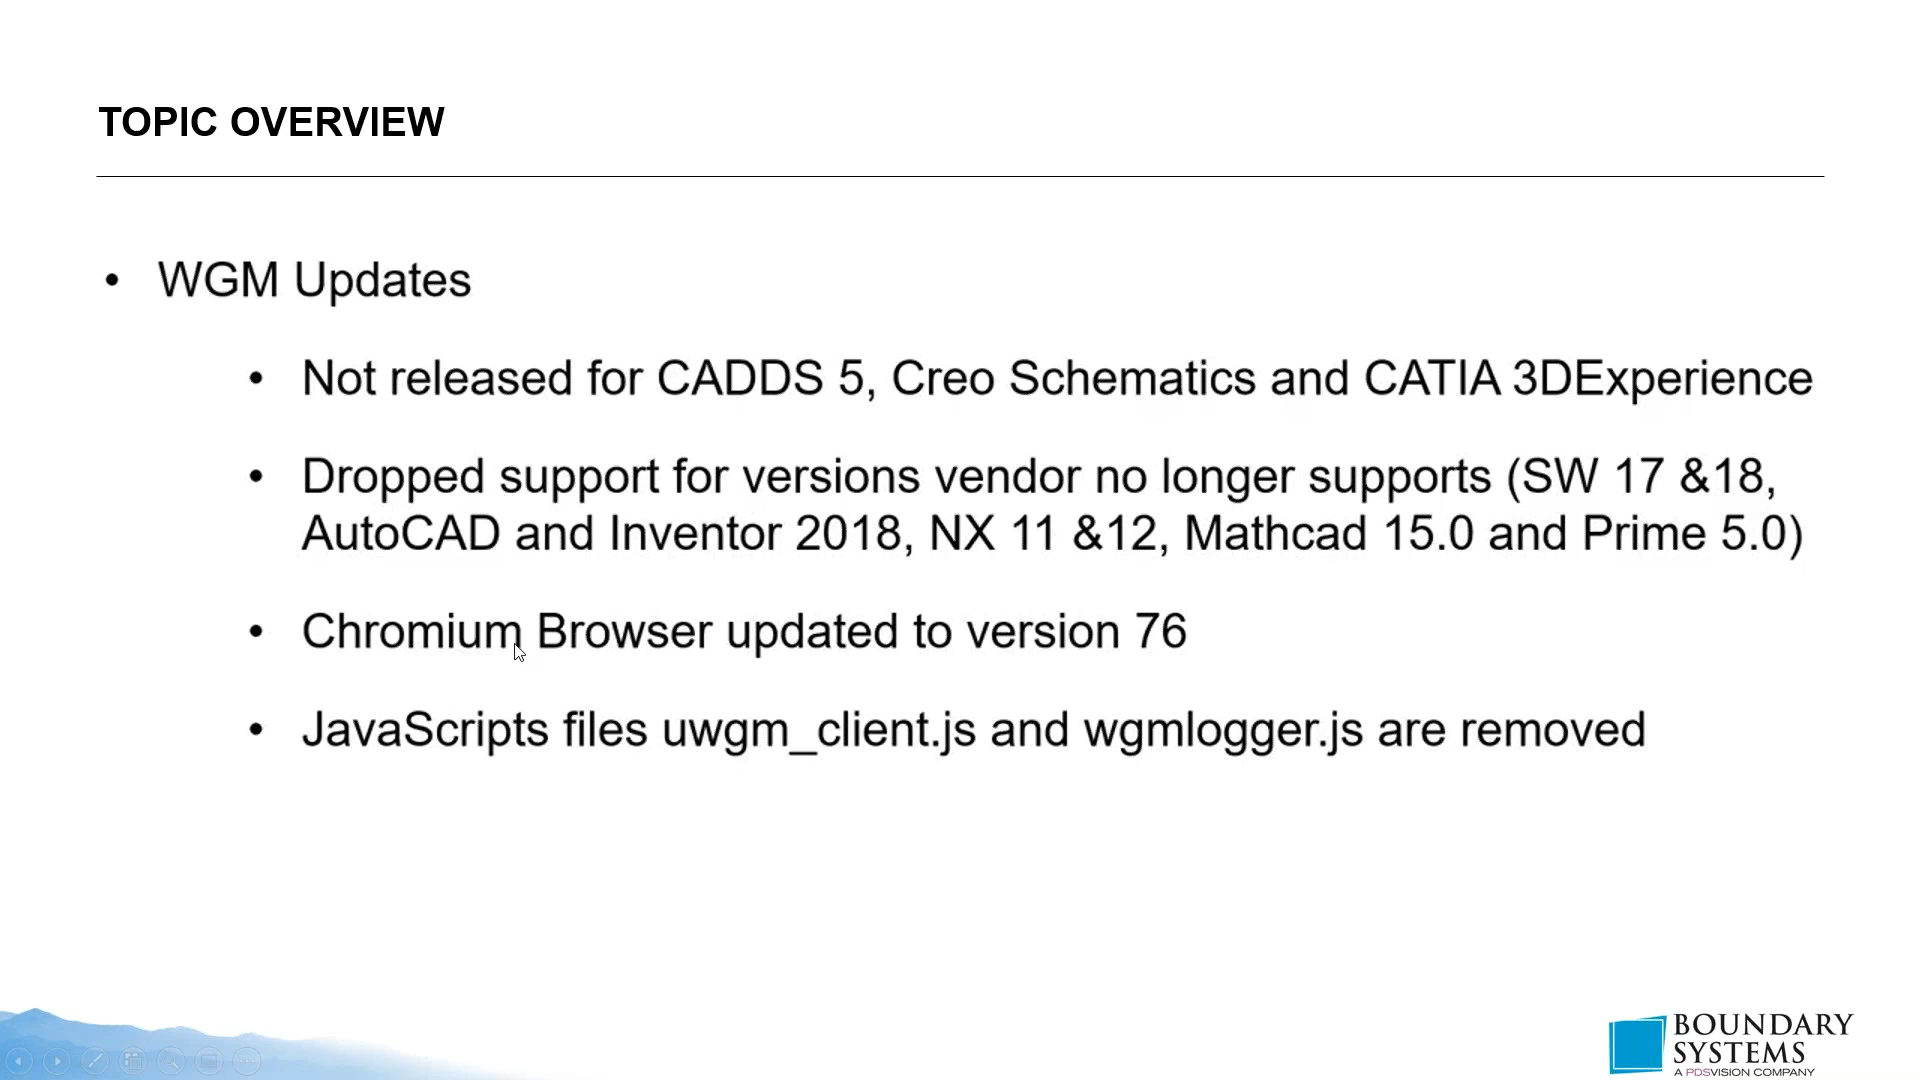 TOPIC OVERVIEW
• WGM Updates
• Not released for CADDS 5, Creo Schematics and CATIA 3DExperience
• Dropped support for versions vendor no longer supports (SW 17 &18,
AutoCAD and Inventor 2018, NX 11 &12, Mathcad 15.0 and Prime 5.0)
• Chromium Browser updated to version 76
• JavaScripts files uwgm_client.js and wgmlogger.js are removed
BOUNDARY
SYSTEMS
A PDSVISION COMPANY